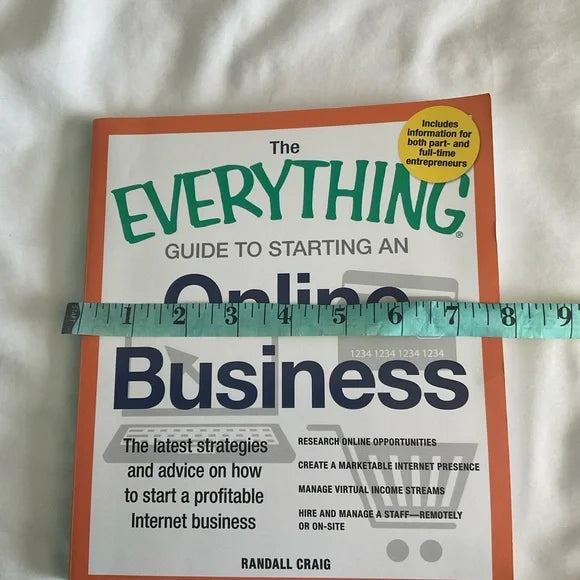 Includes
information for
both part- and
full-time
entrepreneurs
The
EVERYTHING®
GUIDE TO STARTING AN
Online
1 2 3 4 5 6 7 8 9
1234 1234 1234 1234
Business
The latest strategies
and advice on how
to start a profitable
Internet business
RESEARCH ONLINE OPPORTUNITIES
CREATE A MARKETABLE INTERNET PRESENCE
MANAGE VIRTUAL INCOME STREAMS
HIRE AND MANAGE A STAFF—REMOTELY
OR ON-SITE
RANDALL CRAIG